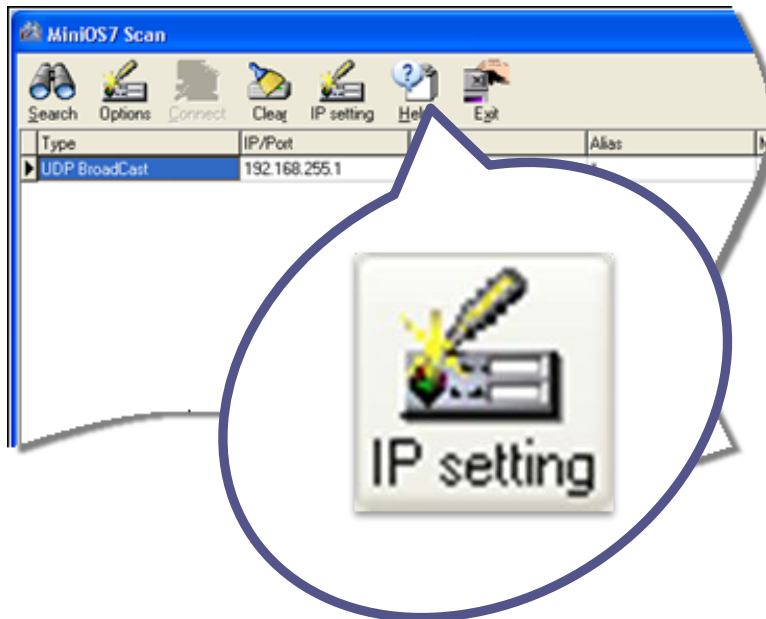 MiniOS7 Scan
Search Options Connect Clear IP setting Hel Exit
Type IP/Port Alias
UDP BroadCast 192.168.255.1
IP setting